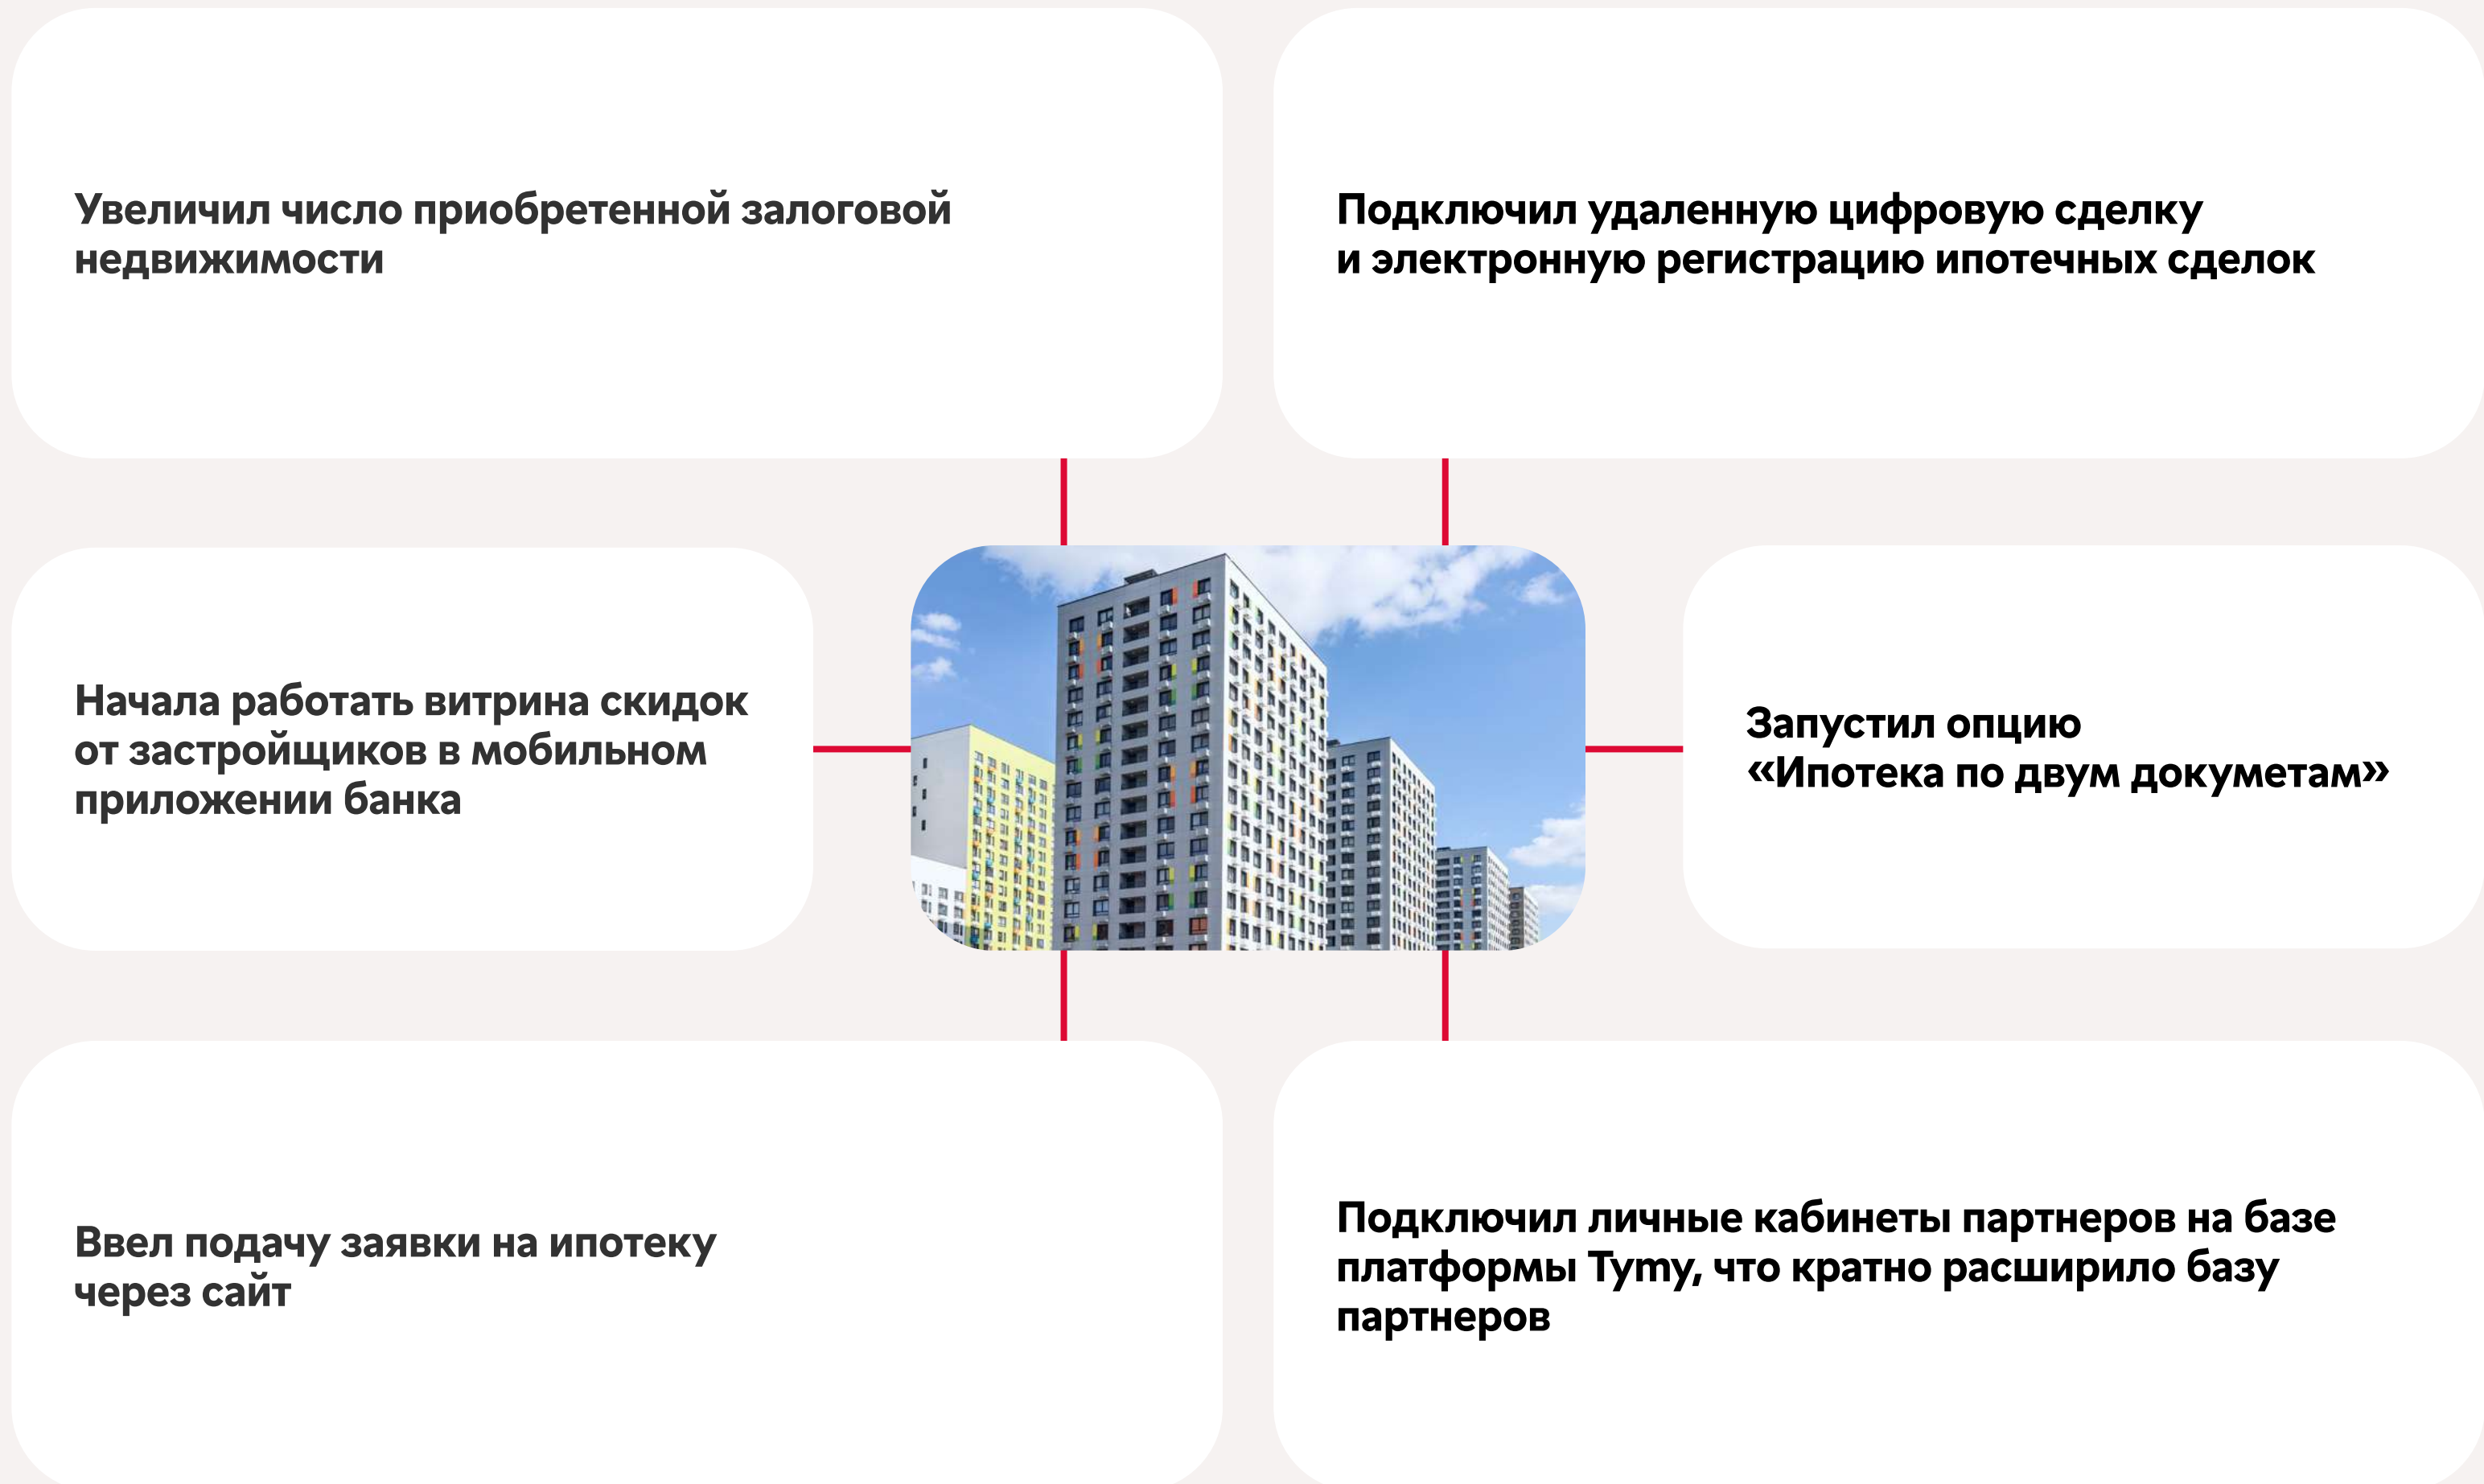 Увеличил число приобретенной залоговой
недвижимости
Подключил удаленную цифровую сделку
и электронную регистрацию ипотечных сделок
Начала работать витрина скидок
от застройщиков в мобильном
приложении банка
Запустил опцию
«Ипотека по двум докуметам»
Ввел подачу заявки на ипотеку
через сайт
Подключил личные кабинеты партнеров на базе
платформы Tymy, что кратно расширило базу
партнеров